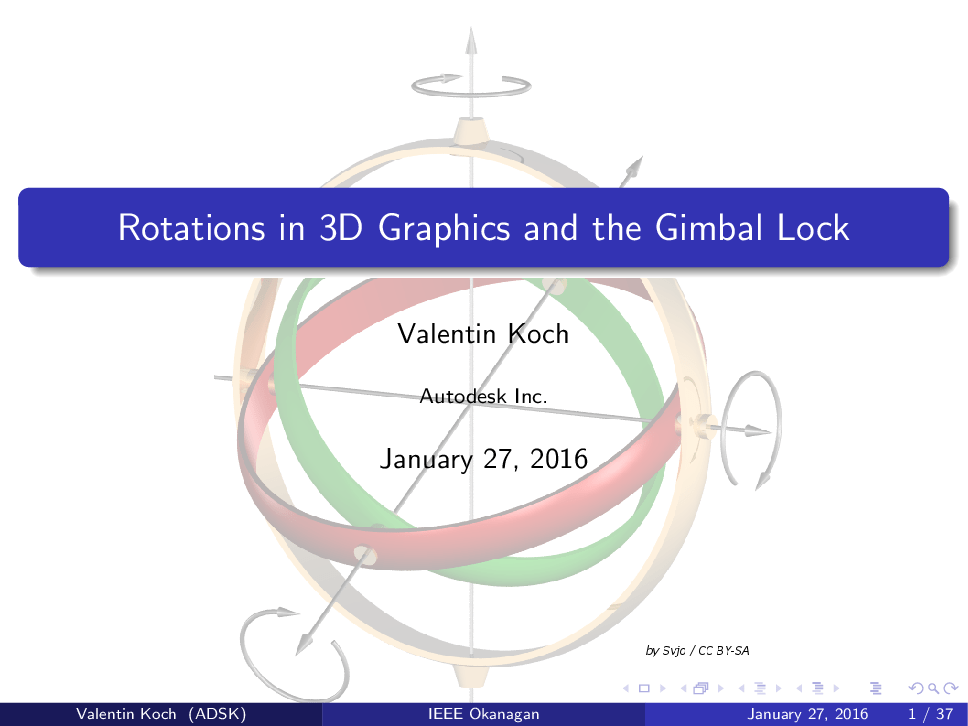 Rotations in 3D Graphics and the Gimbal Lock
Valentin Koch
Autodesk Inc.
January 27, 2016
by Svjo / CC BY-SA
Valentin Koch (ADSK)
IEEE Okanagan
January 27, 2016
1 / 37